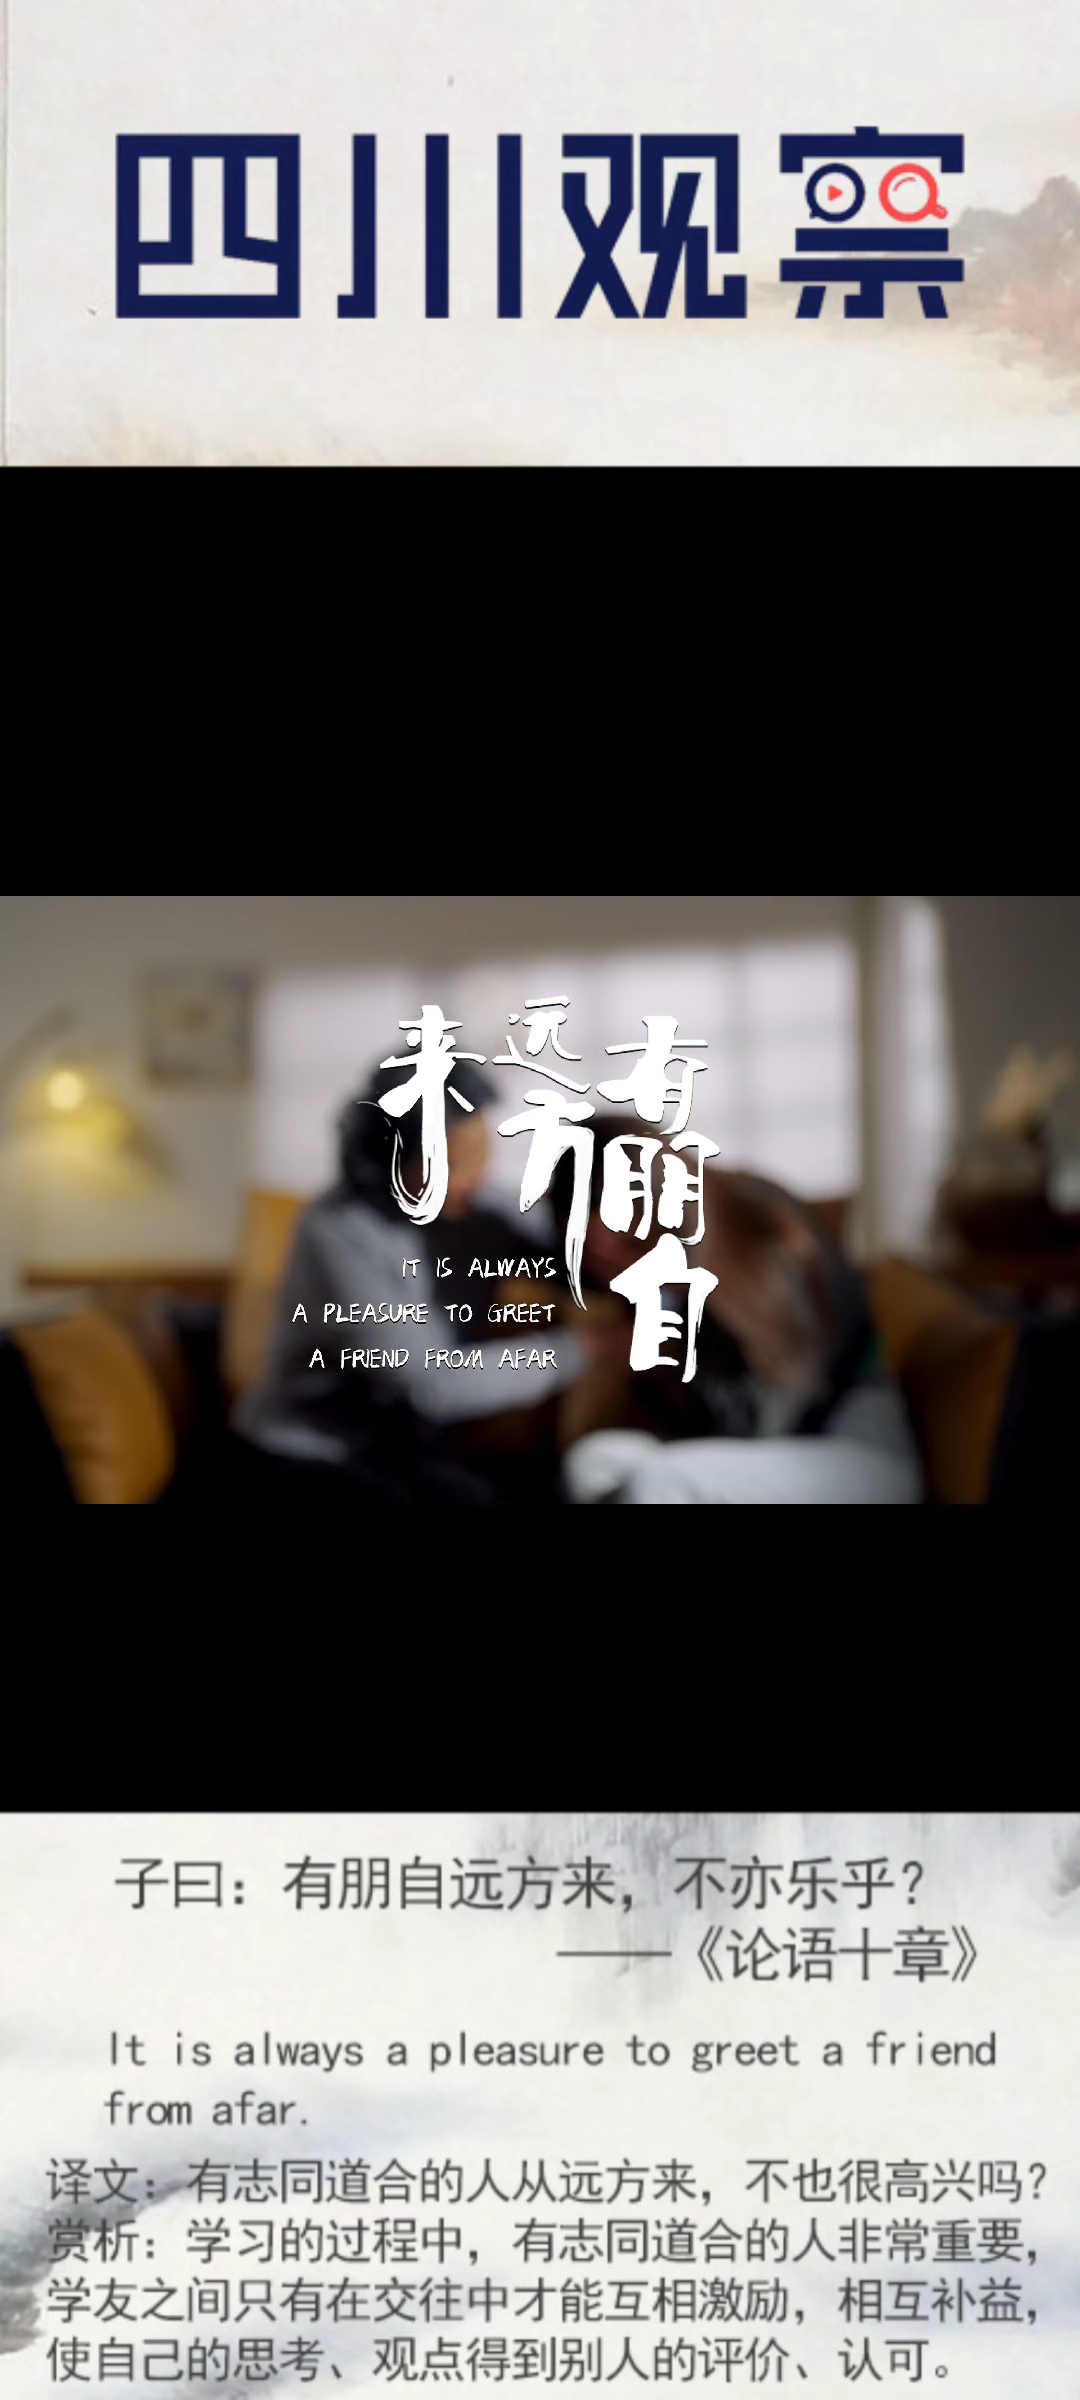 四川观察
有朋自
远方
来
IT IS ALWAYS
A PLEASURE TO GREET
A FRIEND FROM AFAR
子曰：有朋自远方来，不亦乐乎？
——《论语十章》
It is always a pleasure to greet a friend
from afar.
译文：有志同道合的人从远方来，不也很高兴吗？
赏析：学习的过程中，有志同道合的人非常重要，
学友之间只有在交往中才能互相激励，相互补益，
使自己的思考、观点得到别人的评价、认可。